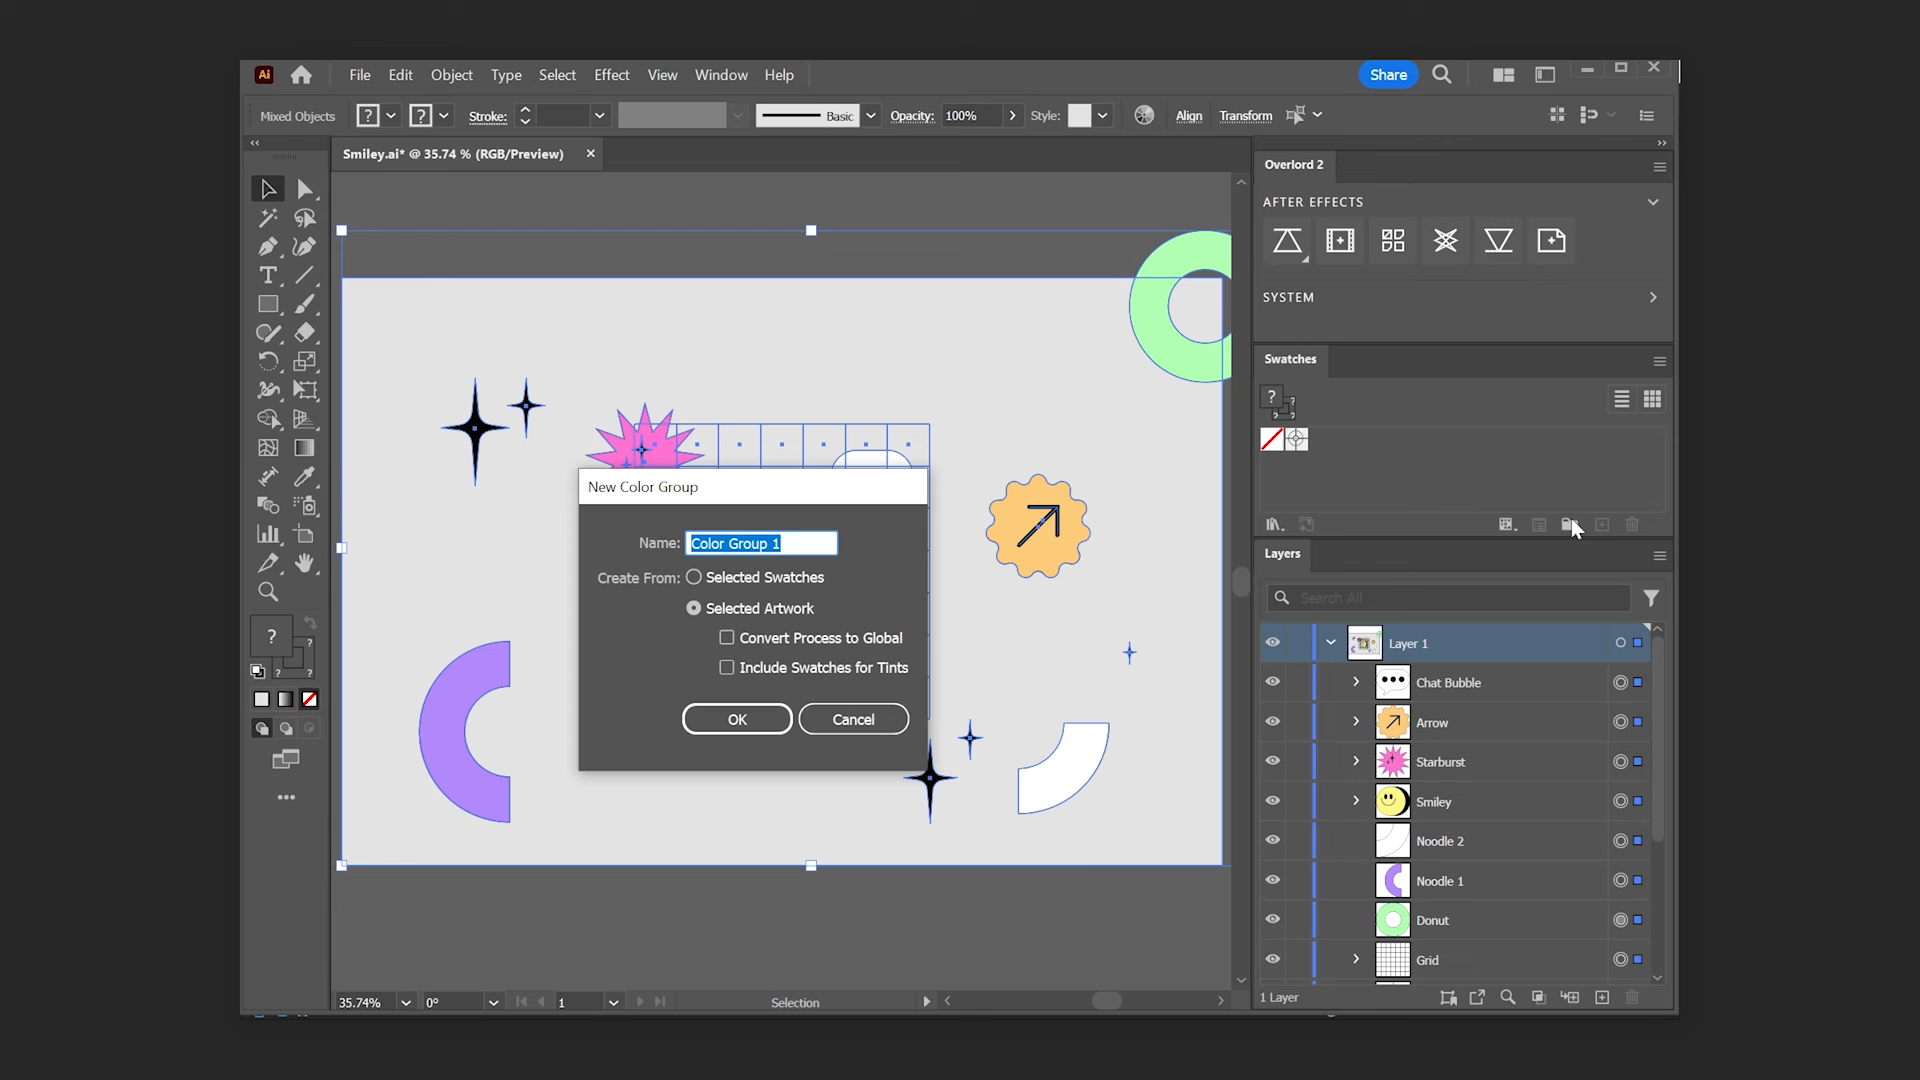 Ai File Edit Object Type Select Effect View Window Help Share
Mixed Objects ? ? Stroke: Basic Opacity: 100% Style: Align Transform
Smiley.ai* @ 35.74 % (RGB/Preview)
Overlord 2
AFTER EFFECTS
SYSTEM
Swatches
?
New Color Group
Name: Color Group 1
Create From: Selected Swatches
Selected Artwork
Convert Process to Global
Include Swatches for Tints
OK Cancel
?
Layers
Search All
Layer 1
Chat Bubble
Arrow
Starburst
Smiley
Noodle 2
Noodle 1
Donut
Grid
1 Layer
35.74% 0° 1 Selection